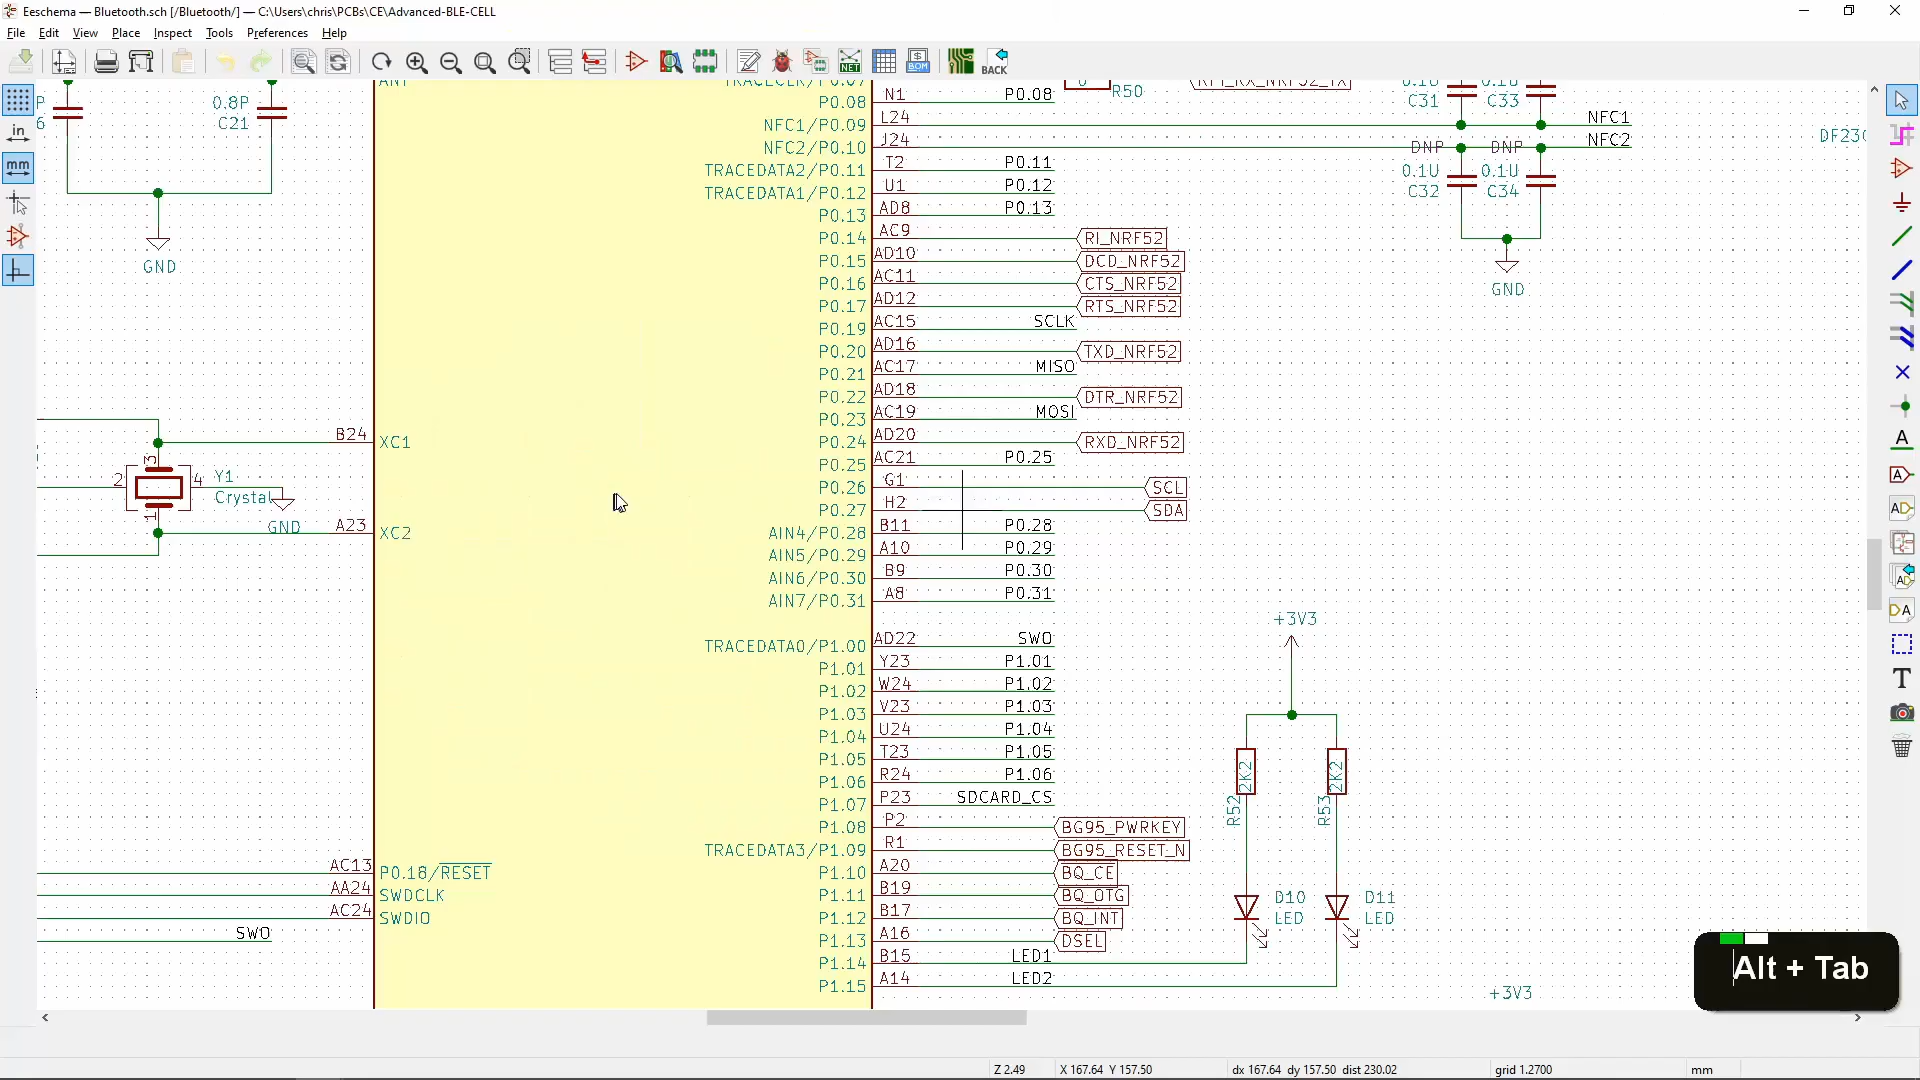 Eeschema — Bluetooth.sch [/Bluetooth/] — C:\Users\chris\PCBs\CE\Advanced-BLE-CELL
File Edit View Place Inspect Tools Preferences Help
NET BOM BACK
in
mm
A
T
0.8P
C21
P
6
GND
N1 P0.08
R50
P0.08
NFC1/P0.09 L24 NFC1
NFC2/P0.10 J24 NFC2
TRACEDATA2/P0.11 T2 P0.11
TRACEDATA1/P0.12 U1 P0.12
P0.13 AD8 P0.13
P0.14 AC9 RI_NRF52
P0.15 AD10 DCD_NRF52
P0.16 AC11 CTS_NRF52
P0.17 AD12 RTS_NRF52
P0.19 AC15 SCLK
P0.20 AD16 TXD_NRF52
P0.21 AC17 MISO
P0.22 AD18 DTR_NRF52
P0.23 AC19 MOSI
P0.24 AD20 RXD_NRF52
P0.25 AC21 P0.25
P0.26 G1 SCL
P0.27 H2 SDA
AIN4/P0.28 B11 P0.28
AIN5/P0.29 A10 P0.29
AIN6/P0.30 B9 P0.30
AIN7/P0.31 A8 P0.31
TRACEDATA0/P1.00 AD22 SWO
P1.01 Y23 P1.01
P1.02 W24 P1.02
P1.03 V23 P1.03
P1.04 U24 P1.04
P1.05 T23 P1.05
P1.06 R24 P1.06
P1.07 P23 SDCARD_CS
P1.08 P2 BG95_PWRKEY
TRACEDATA3/P1.09 R1 BG95_RESET_N
P1.10 A20 BQ_CE
P1.11 B19 BQ_OTG
P1.12 B17 BQ_INT
P1.13 A16 DSEL
P1.14 B15 LED1
P1.15 A14 LED2
B24 XC1
2 3 4 1
Y1
Crystal
GND
A23 XC2
AC13 P0.18/RESET
AA24 SWDCLK
AC24 SWDIO
SWO
C31 C33
DNP DNP
0.1U 0.1U
C32 C34
GND
+3V3
2K2 2K2
R52 R53
D10 D11
LED LED
+3V3
Alt + Tab
Z 2.49 X 167.64 Y 157.50 dx 167.64 dy 157.50 dist 230.02 grid 1.2700 mm